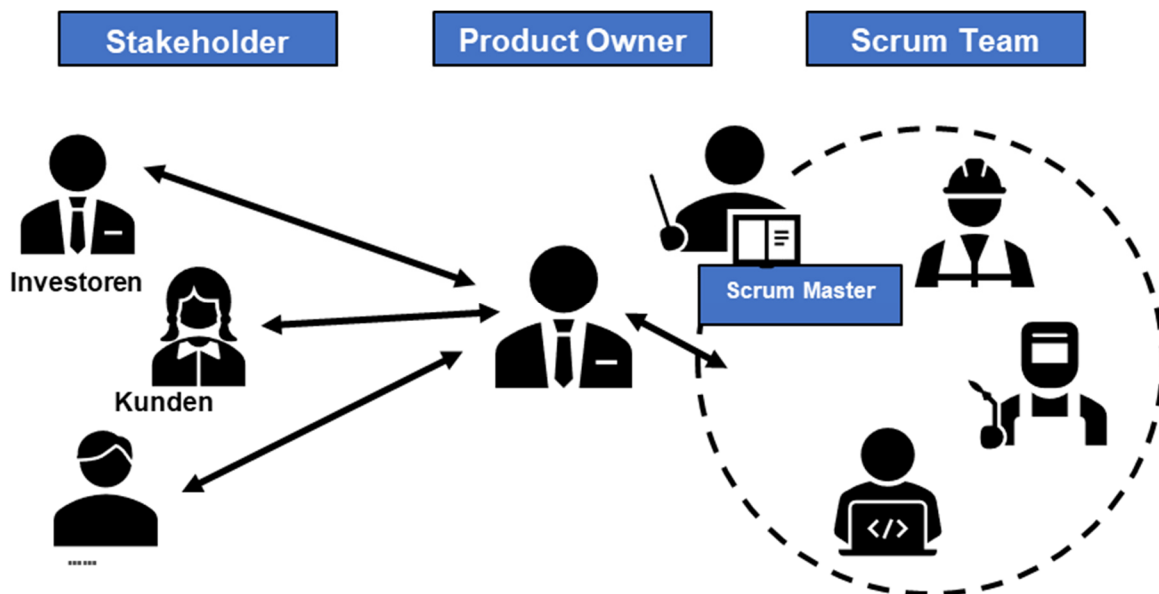 Stakeholder
Product Owner
Scrum Team
Investoren
Scrum Master
Kunden
</>
......